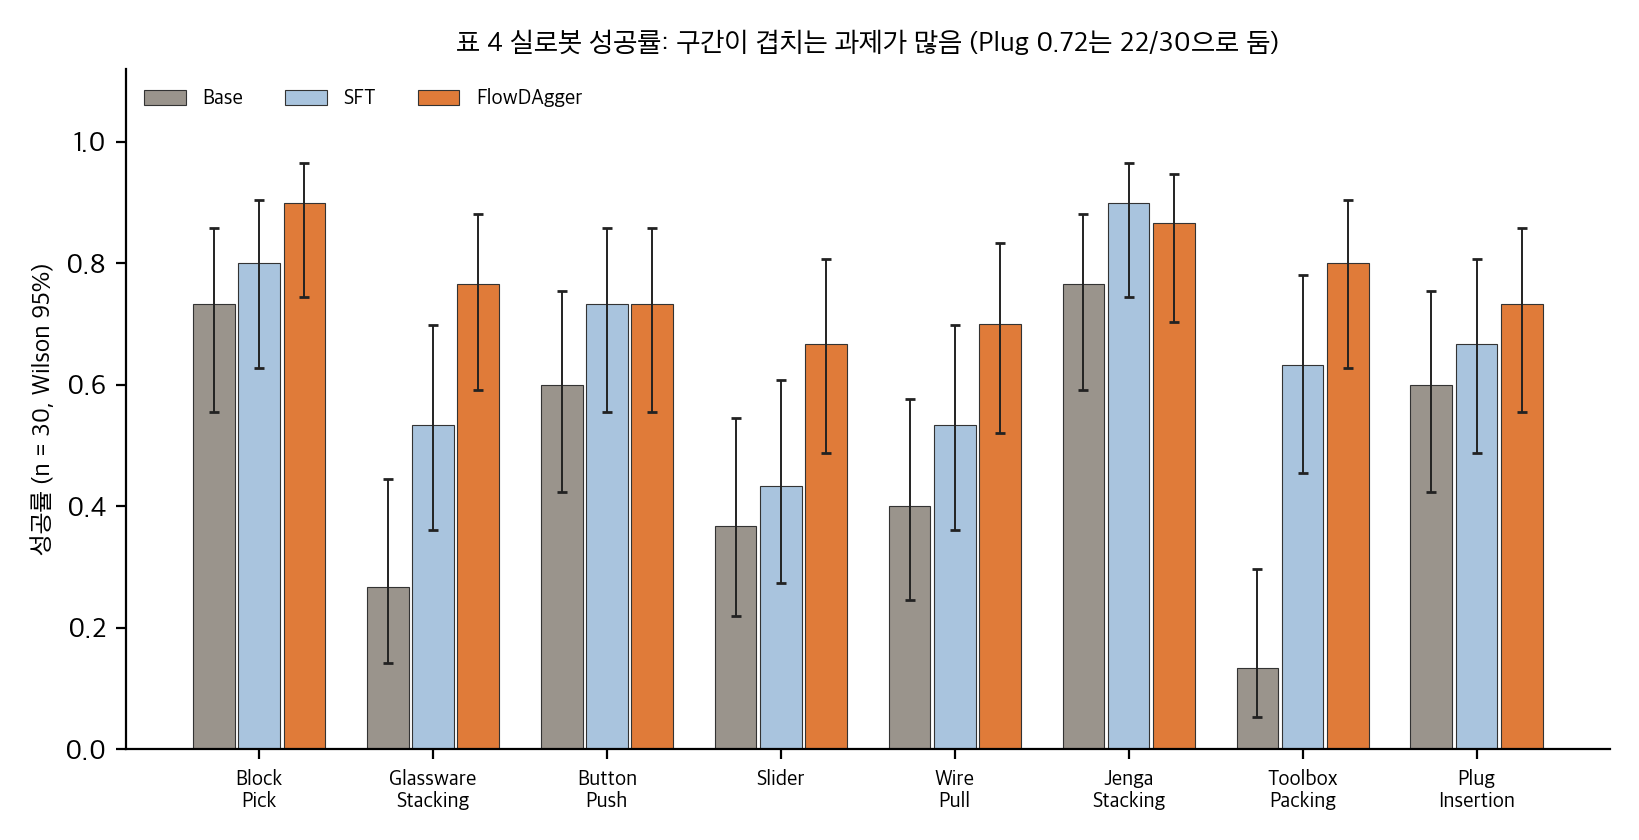 표 4 실로봇 성공률: 구간이 겹치는 과제가 많음 (Plug 0.72는 22/30으로 둠)
Base
SFT
FlowDAgger
성공률 (n = 30, Wilson 95%)
1.0
0.8
0.6
0.4
0.2
0.0
Block
Pick
Glassware
Stacking
Button
Push
Slider
Wire
Pull
Jenga
Stacking
Toolbox
Packing
Plug
Insertion